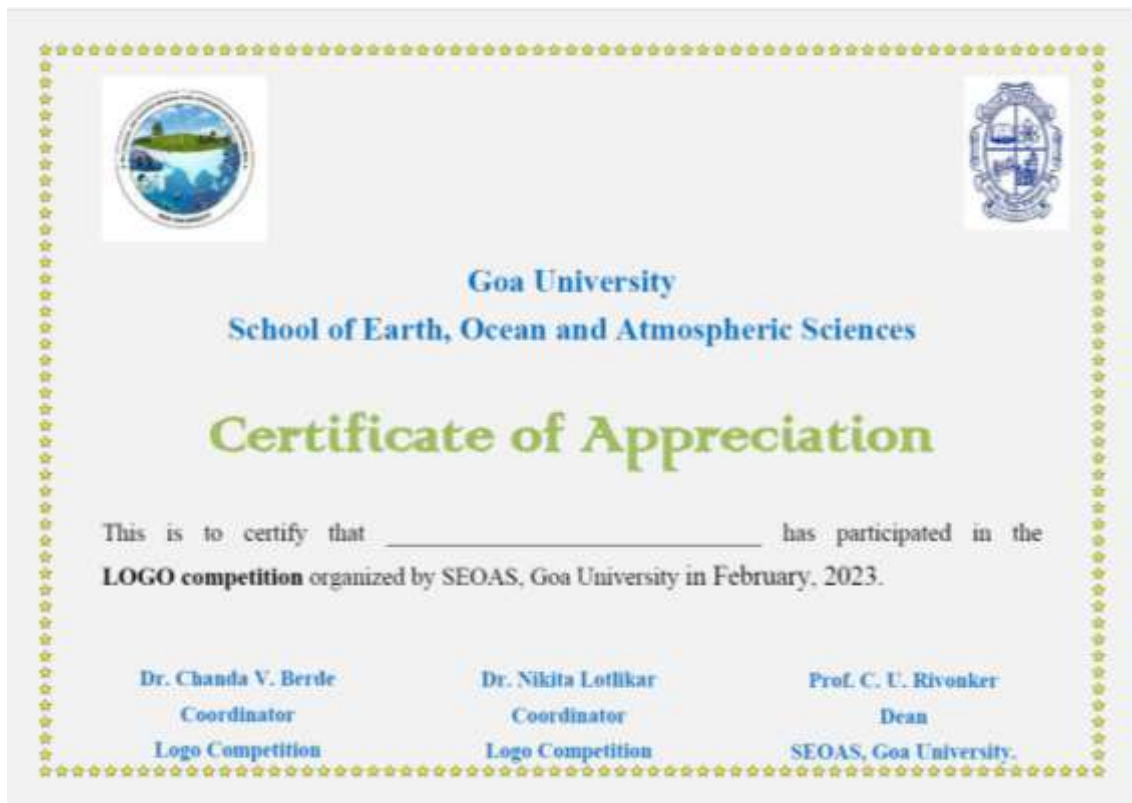 Goa University
School of Earth, Ocean and Atmospheric Sciences
Certificate of Appreciation
This is to certify that ______________________________ has participated in the
LOGO competition organized by SEOAS, Goa University in February, 2023.
Dr. Chanda V. Berde
Coordinator
Logo Competition
Dr. Nikita Lotlikar
Coordinator
Logo Competition
Prof. C. U. Rivonker
Dean
SEOAS, Goa University.